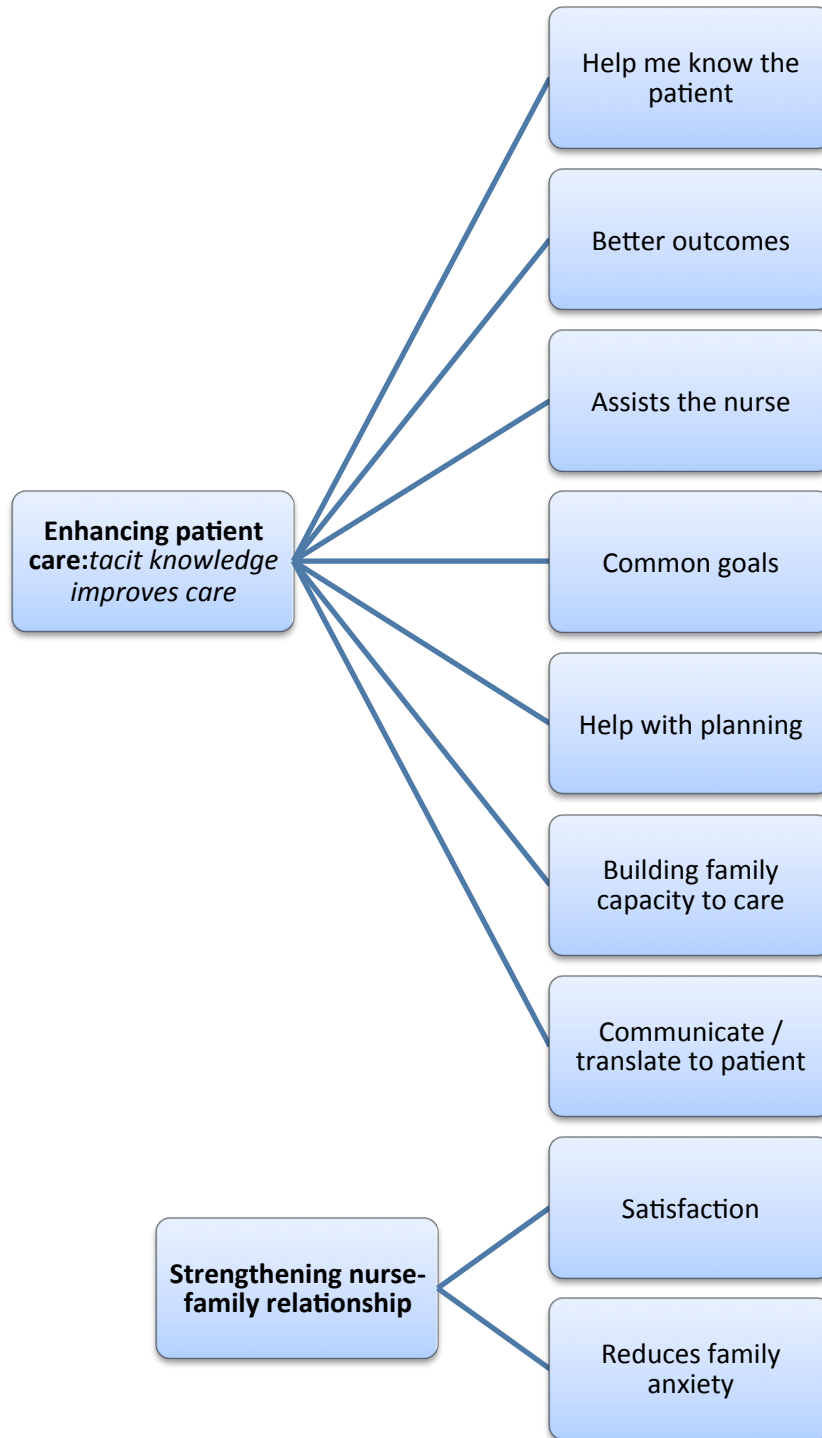 Help me know the
patient
Better outcomes
Assists the nurse
Enhancing patient
care:tacit knowledge
improves care
Common goals
Help with planning
Building family
capacity to care
Communicate /
translate to patient
Strengthening nurse-
family relationship
Satisfaction
Reduces family
anxiety